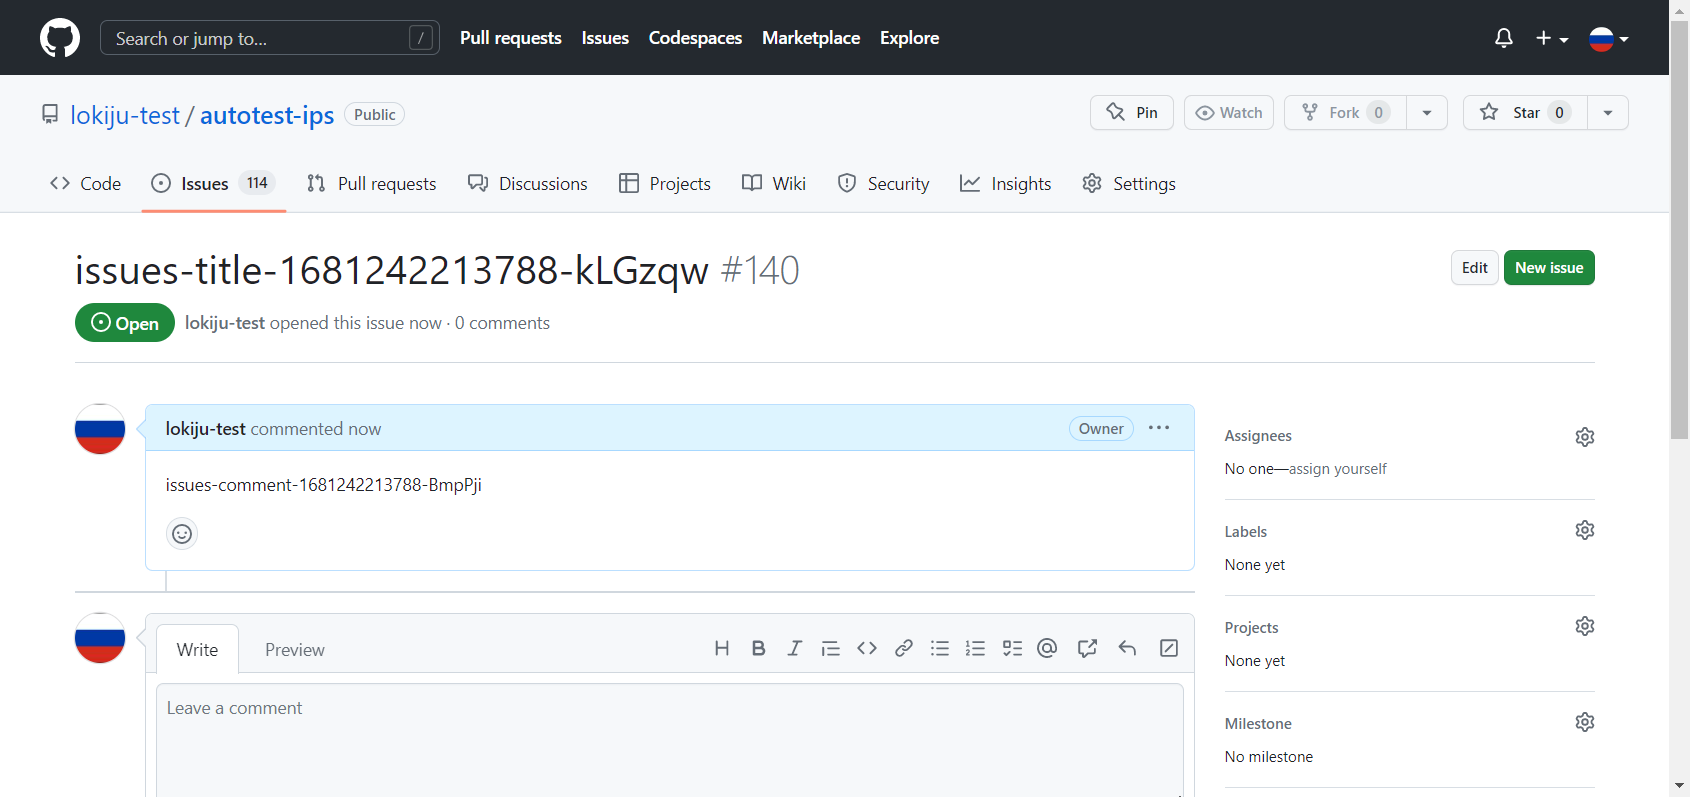 Search or jump to... /
Pull requests Issues Codespaces Marketplace Explore
lokiju-test / autotest-ips Public
Pin Watch Fork 0 Star 0
Code Issues 114 Pull requests Discussions Projects Wiki Security Insights Settings
issues-title-1681242213788-kLGzqw #140
Edit New issue
Open lokiju-test opened this issue now · 0 comments
lokiju-test commented now Owner
issues-comment-1681242213788-BmpPji
Write Preview
Leave a comment
Assignees
No one—assign yourself
Labels
None yet
Projects
None yet
Milestone
No milestone